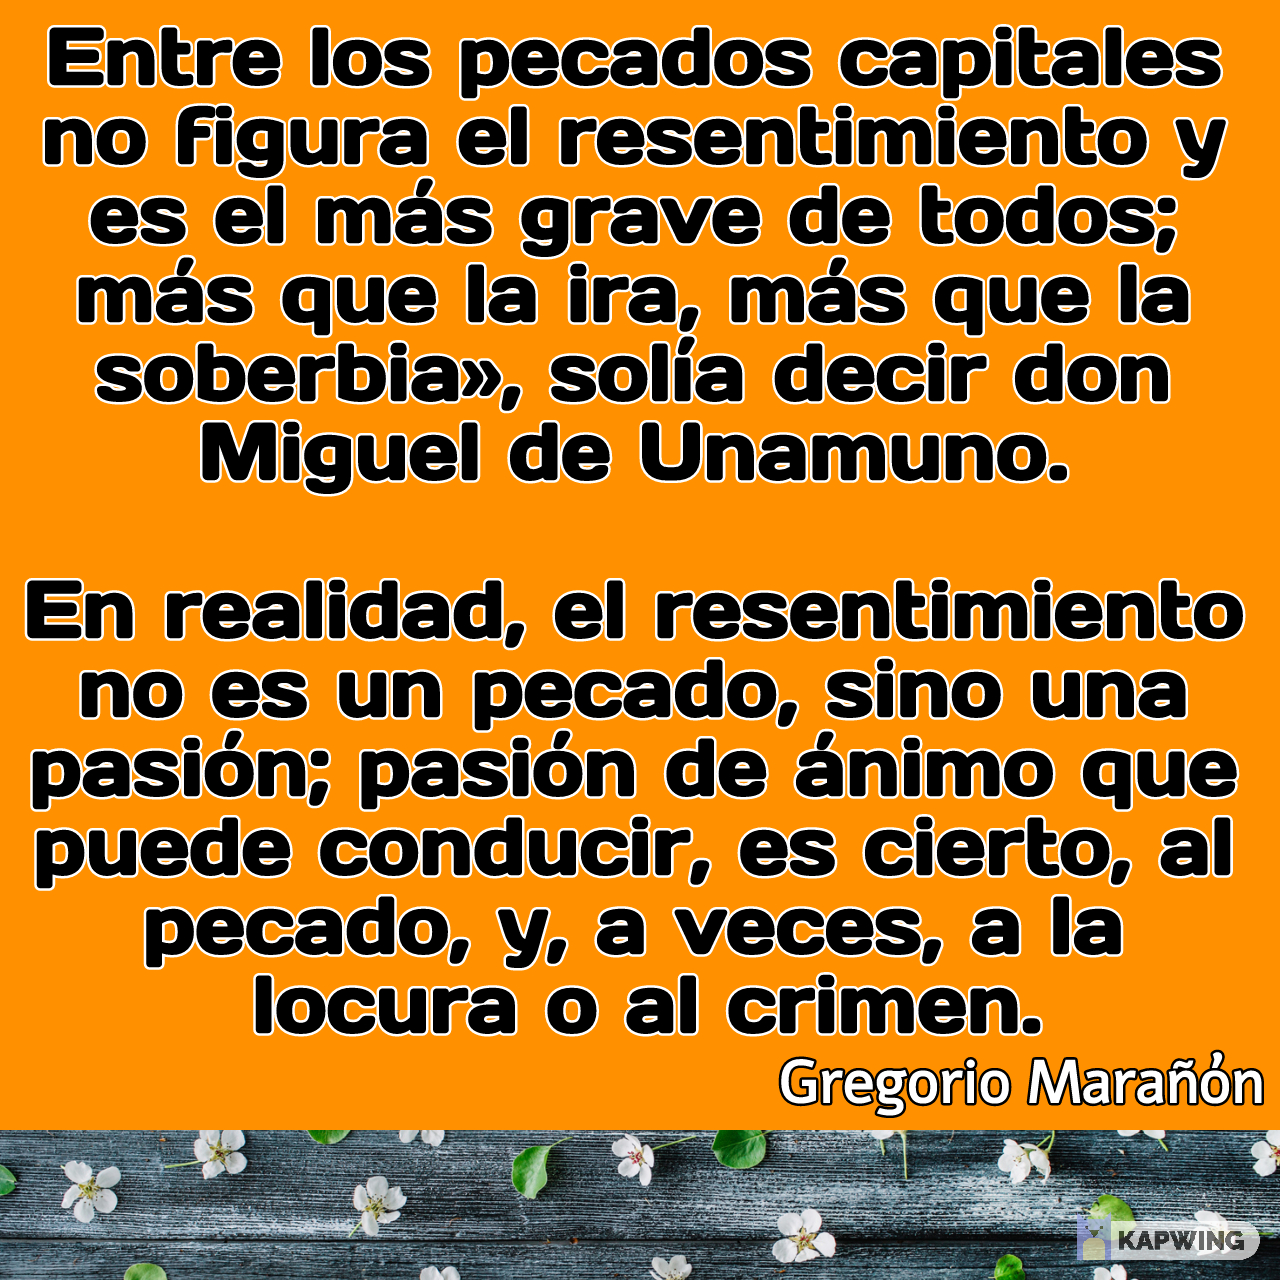 Entre los pecados capitales
no figura el resentimiento y
es el más grave de todos;
más que la ira, más que la
soberbia», solía decir don
Miguel de Unamuno.
En realidad, el resentimiento
no es un pecado, sino una
pasión; pasión de ánimo que
puede conducir, es cierto, al
pecado, y, a veces, a la
locura o al crimen.
Gregorio Marañón
KAPWING